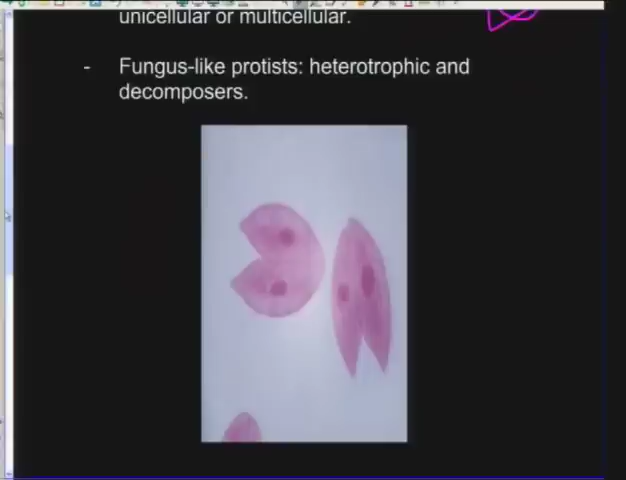 unicellular or multicellular.
- Fungus-like protists: heterotrophic and
decomposers.